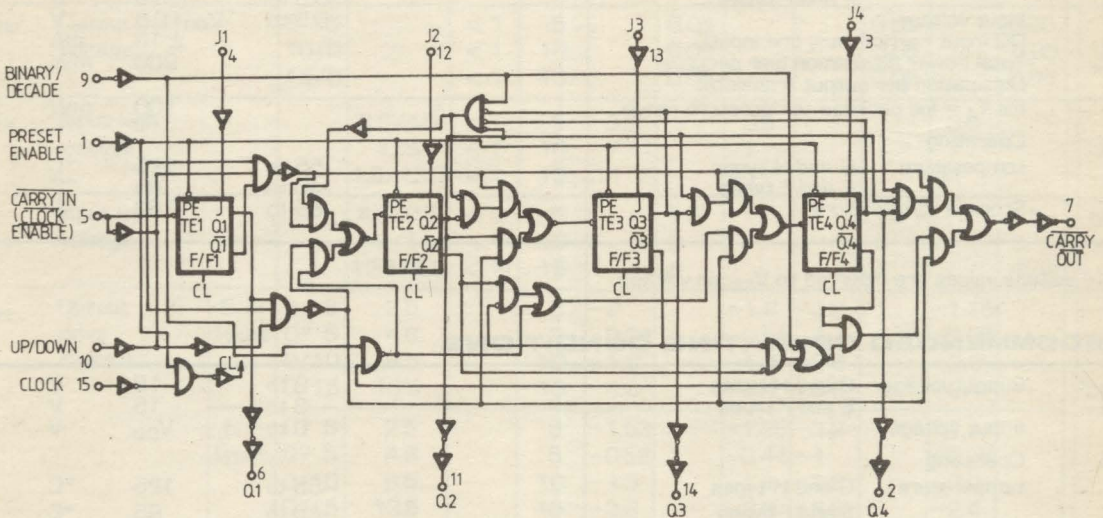 J1
4
J2
12
J3
13
J4
3
BINARY/
DECADE
9
PRESET
ENABLE
1
CARRY IN
(CLOCK
ENABLE)
5
PE J
TE1 Q1
Q1
F/F1
CL
PE J
TE2 Q2
Q2
F/F2
CL
PE J
TE3 Q3
Q3
F/F3
CL
PE J
TE4 Q4
Q4
F/F4
CL
7
CARRY
OUT
UP/DOWN
10
CLOCK
15
CL
6
Q1
11
Q2
14
Q3
2
Q4